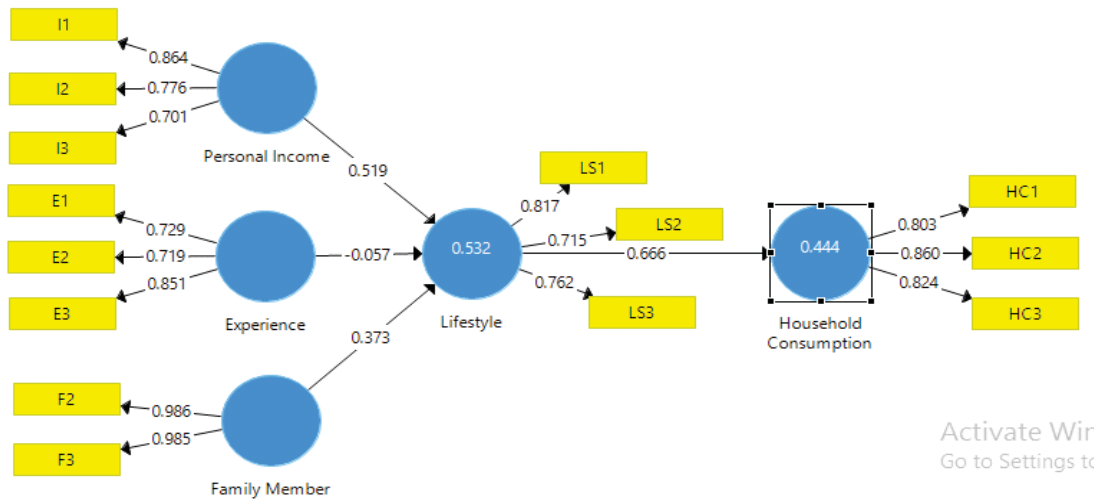 I1
0.864
I2
0.776
0.701
I3
Personal Income
0.519
E1
0.729
E2
0.719
0.851
E3
Experience
-0.057
F2
0.986
0.985
F3
Family Member
0.373
0.532
Lifestyle
LS1
0.817
LS2
0.715
0.666
0.762
LS3
0.444
Household
Consumption
HC1
0.803
0.860
HC2
0.824
HC3
Activate Win
Go to Settings to